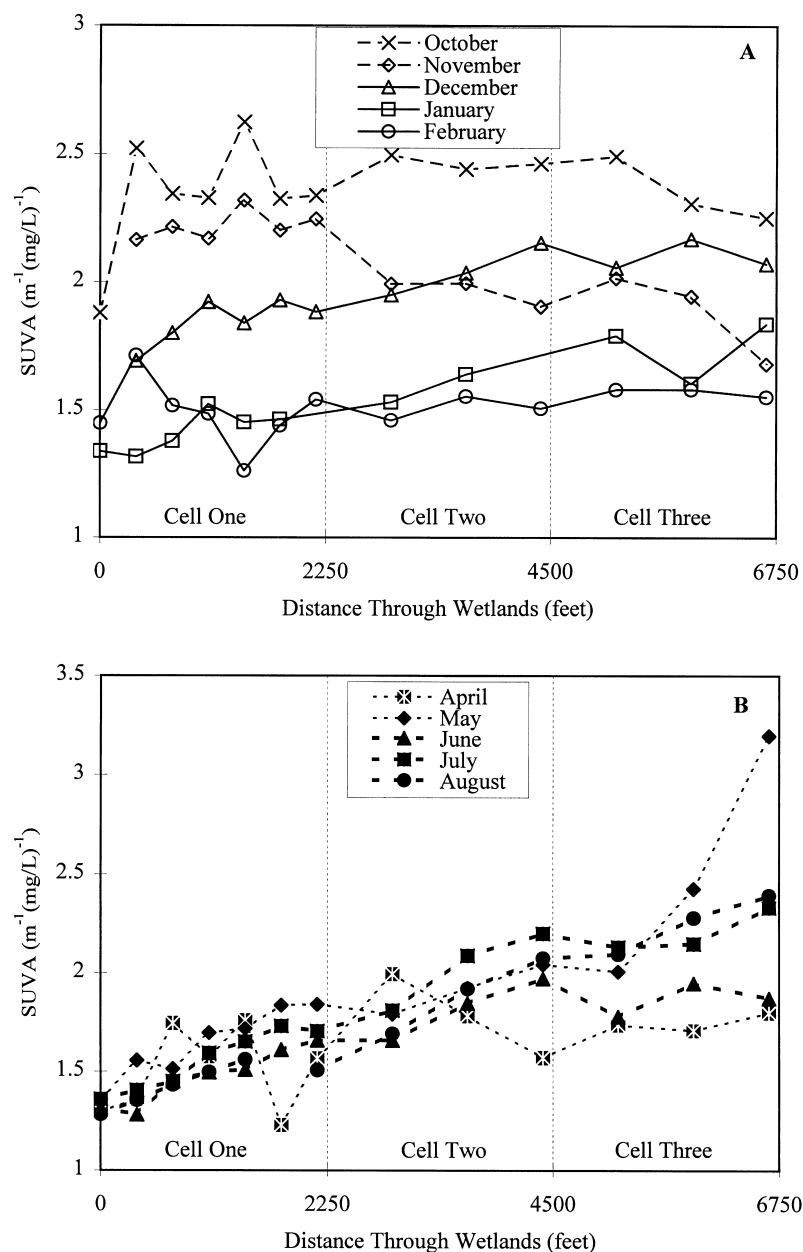 3
A
October
November
December
January
February
2.5
2
1.5
1
SUVA (m⁻¹(mg/L)⁻¹)
Cell One
Cell Two
Cell Three
0
2250
4500
6750
Distance Through Wetlands (feet)
3.5
B
April
May
June
July
August
3
2.5
2
1.5
1
SUVA (m⁻¹(mg/L)⁻¹)
Cell One
Cell Two
Cell Three
0
2250
4500
6750
Distance Through Wetlands (feet)